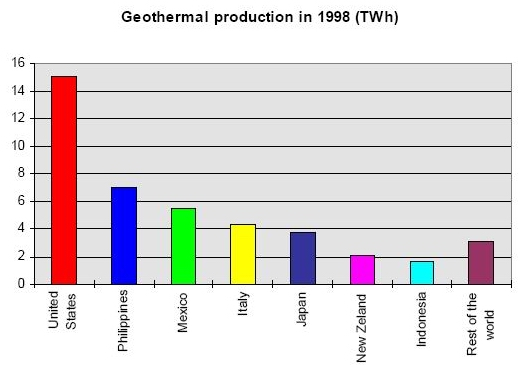 Geothermal production in 1998 (TWh)
16
14
12
10
8
6
4
2
0
United
States
Philippines
Mexico
Italy
Japan
New Zeland
Indonesia
Rest of the
world